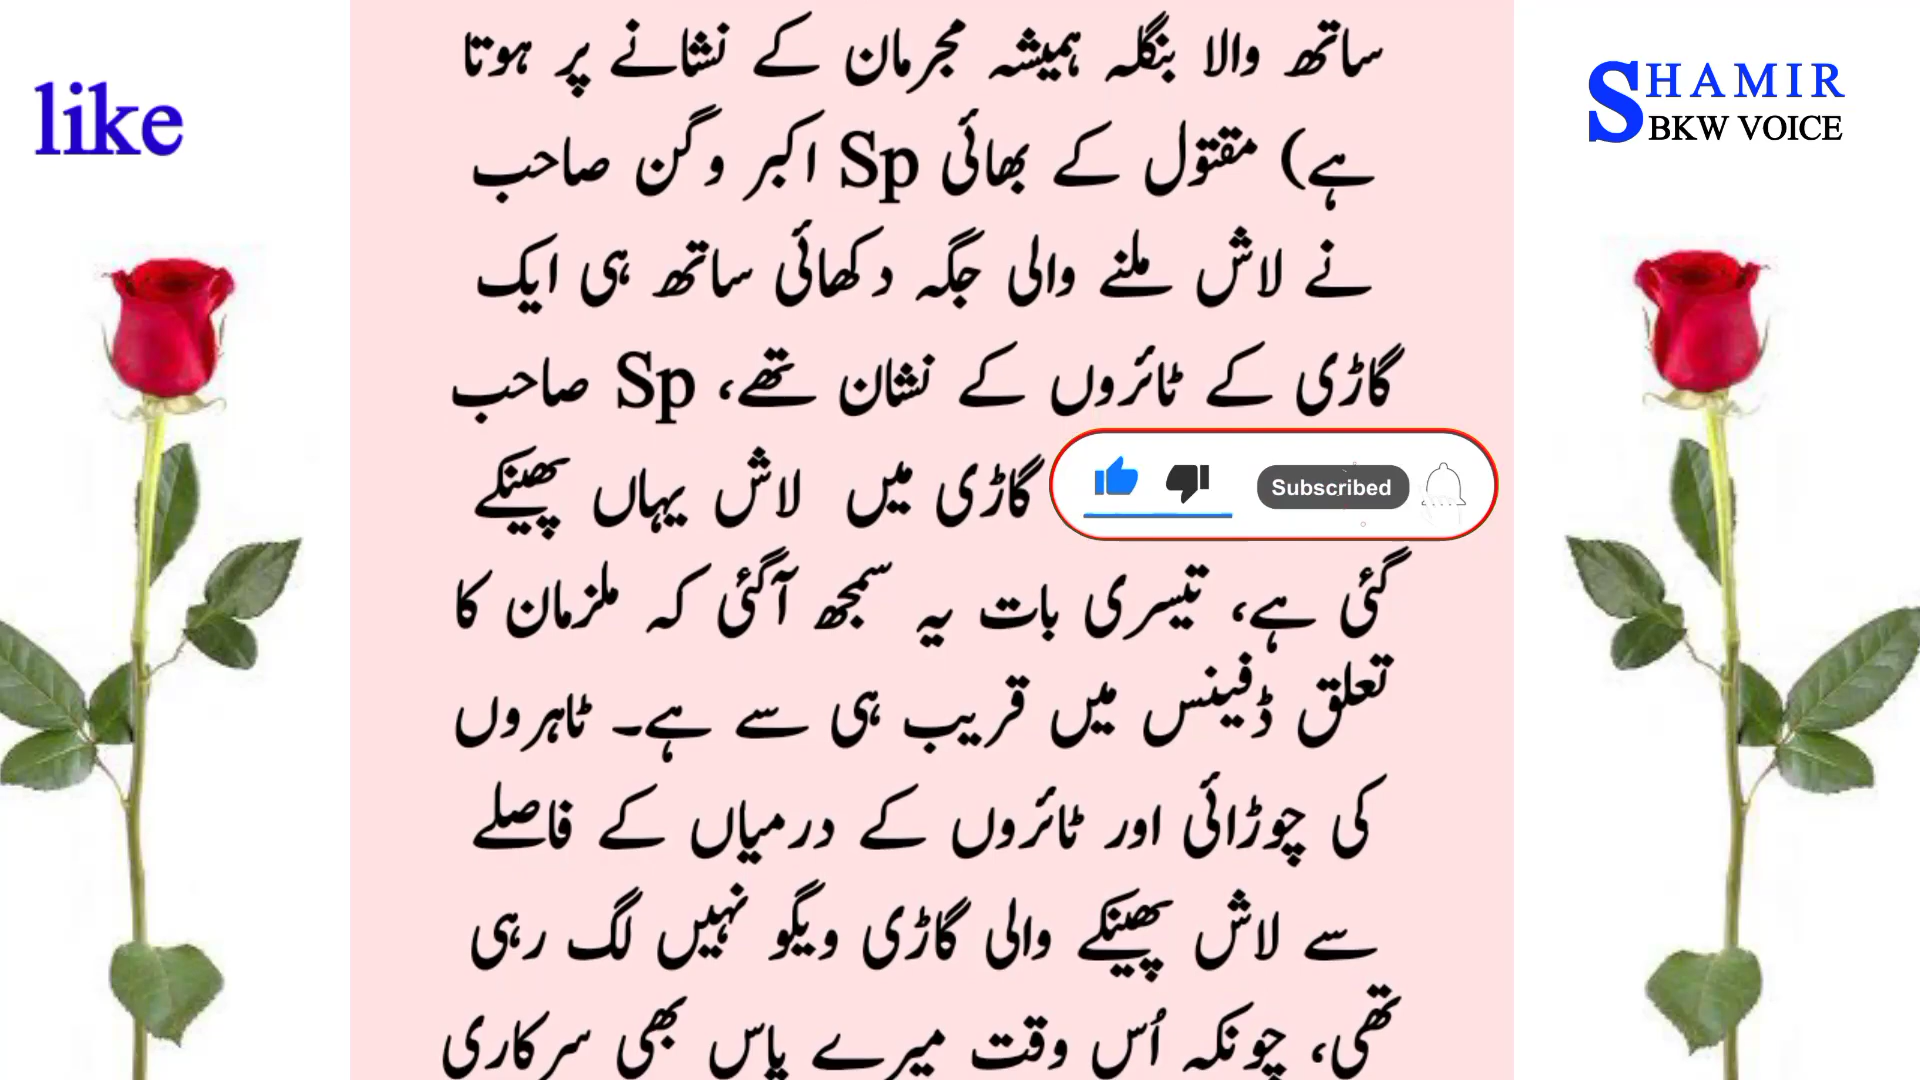 like
SHAMIR
BKW VOICE
ساتھ والا بنگلہ ہمیشہ مجرمان کے نشانے پر ہوتا
ہے) مقتول کے بھائی Sp اکبر وگن صاحب
نے لاش ملنے والی جگہ دکھائی ساتھ ہی ایک
گاڑی کے ٹائروں کے نشان تھے، Sp صاحب
گاڑی میں لاش یہاں پھینکے
Subscribed
گئی ہے، تیسری بات یہ سمجھ آگئی کہ ملزمان کا
تعلق ڈفینس میں قریب ہی سے ہے۔ ٹاہروں
کی چوڑائی اور ٹائروں کے درمیاں کے فاصلے
سے لاش پھینکے والی گاڑی ویگو نہیں لگ رہی
تھی، چونکہ اُس وقت میرے پاس بھی سرکاری